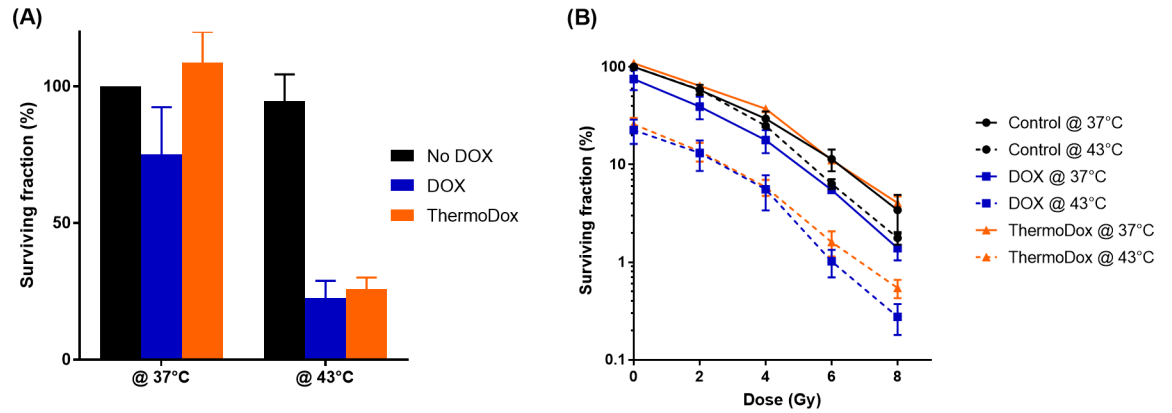 (A)
Surviving fraction (%)
100
50
0
@ 37°C
@ 43°C
No DOX
DOX
ThermoDox
(B)
Surviving fraction (%)
100
10
1
0.1
0
2
4
6
8
Dose (Gy)
Control @ 37°C
Control @ 43°C
DOX @ 37°C
DOX @ 43°C
ThermoDox @ 37°C
ThermoDox @ 43°C